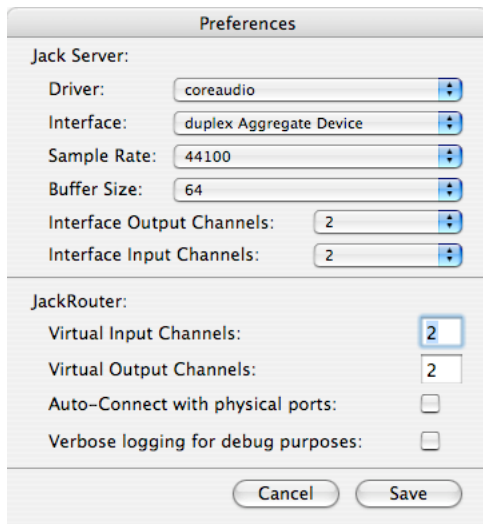 Preferences
Jack Server:
Driver: coreaudio
Interface: duplex Aggregate Device
Sample Rate: 44100
Buffer Size: 64
Interface Output Channels: 2
Interface Input Channels: 2
JackRouter:
Virtual Input Channels: 2
Virtual Output Channels: 2
Auto-Connect with physical ports:
Verbose logging for debug purposes:
Cancel Save